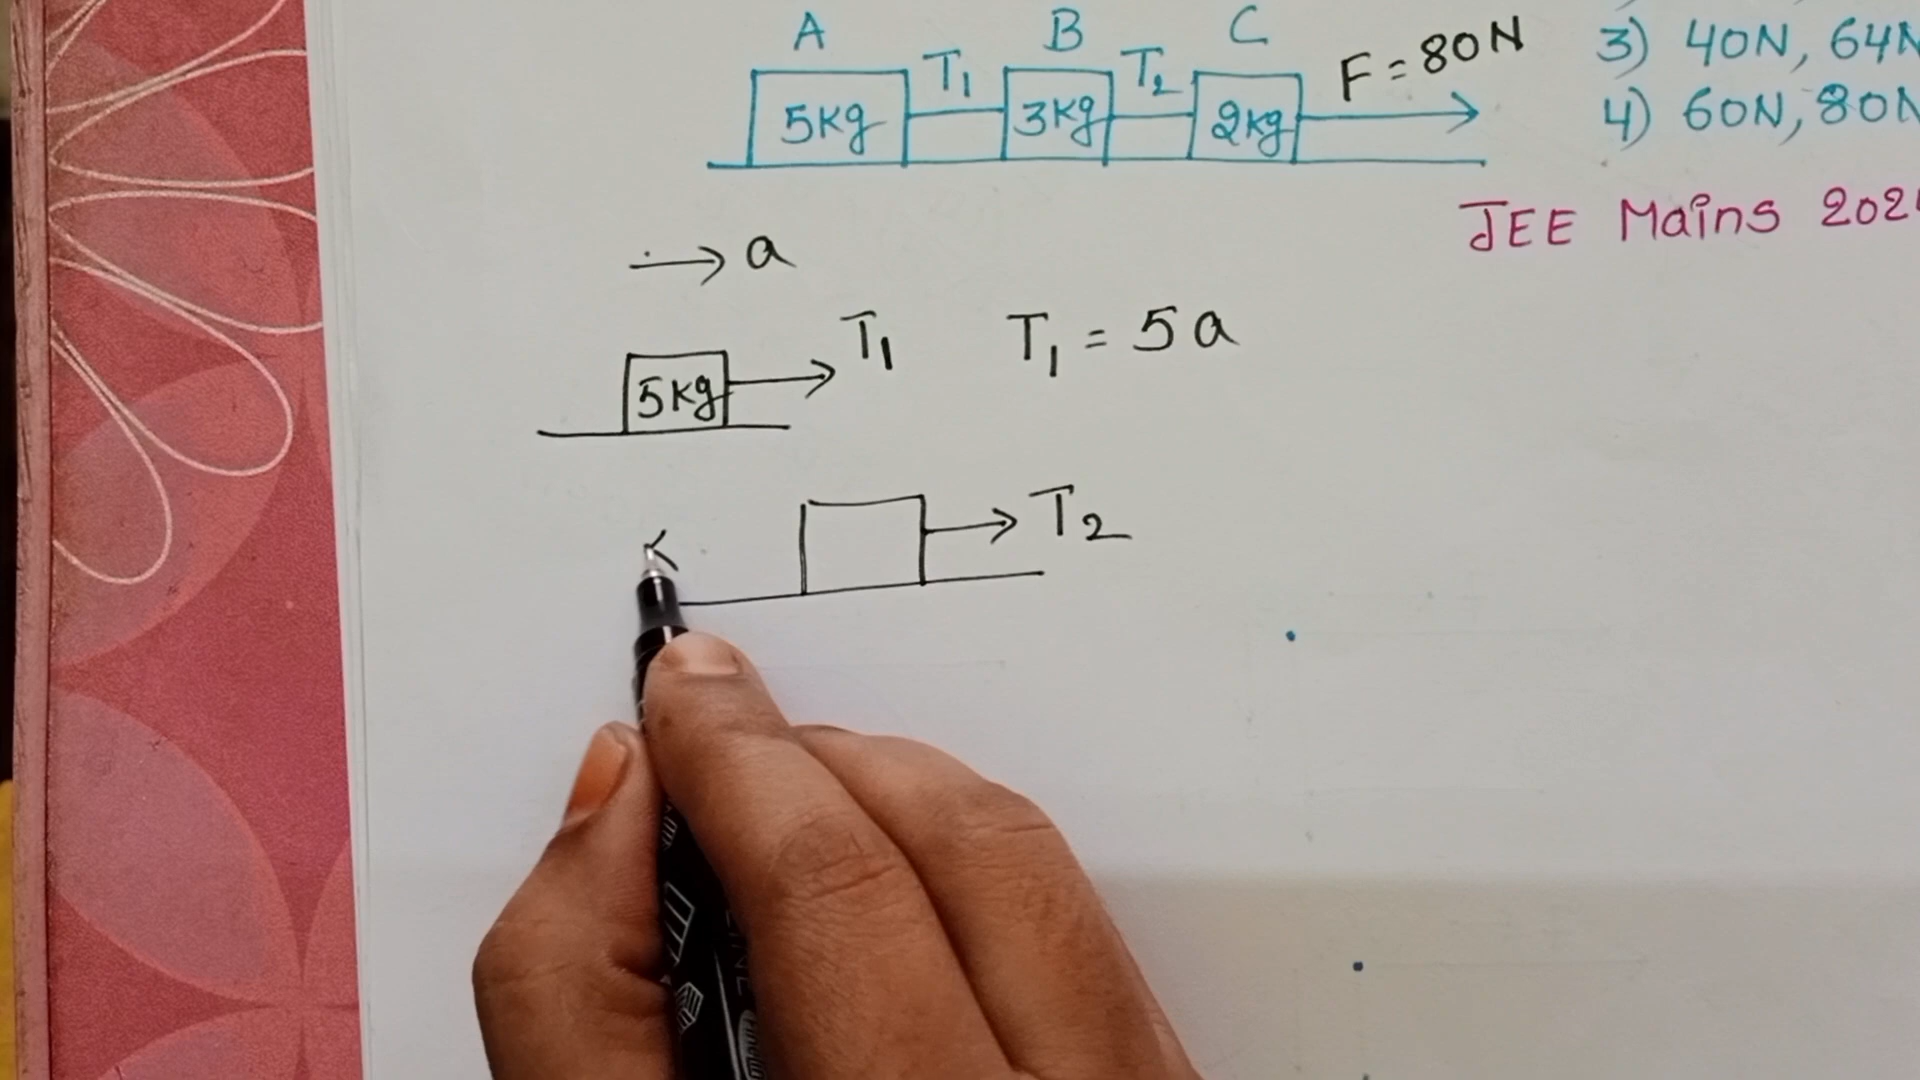 A B C
5kg T₁ 3kg T₂ 2kg F = 80N
3) 40N, 64N
4) 60N, 80N
JEE Mains
a
5kg T₁ T₁ = 5a
T₂